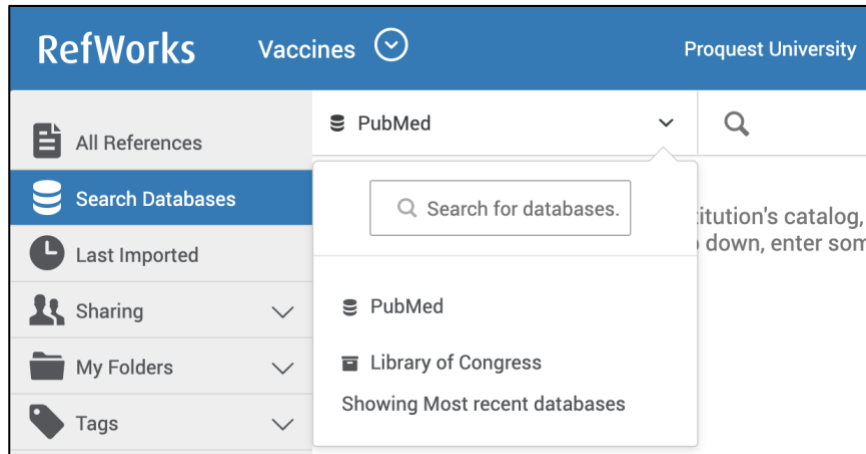 RefWorks
Vaccines
Proquest University
All References
Search Databases
Last Imported
Sharing
My Folders
Tags
PubMed
Search for databases.
PubMed
Library of Congress
Showing Most recent databases
itution's catalog,
down, enter som